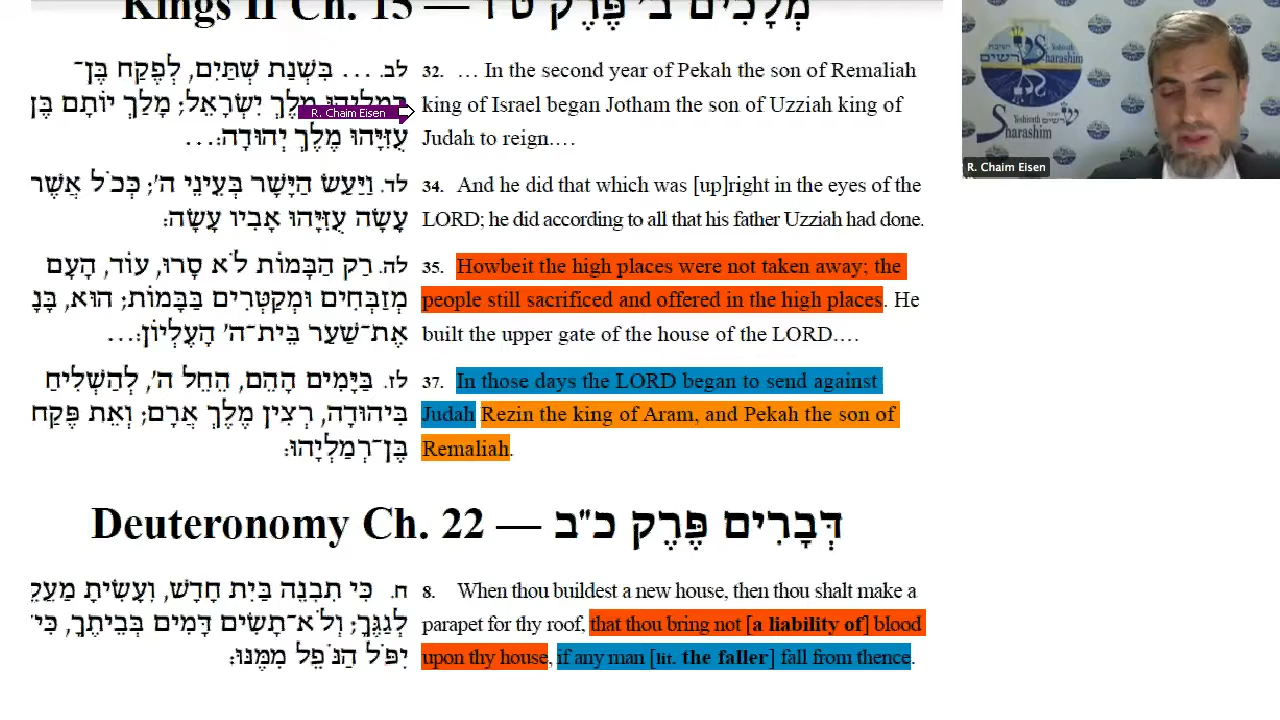 Kings II Ch. 15 — מְלָכִים ב' פֶּרֶק ט"ו
לב. … בִּשְׁנַת שְׁתַּיִם, לְפֶקַח בֶּן־
מֶלֶךְ יִשְׂרָאֵל; מָלַךְ יוֹתָם בֶּן
עֻזִּיָּהוּ מֶלֶךְ יְהוּדָה:…
32. … In the second year of Pekah the son of Remaliah
king of Israel began Jotham the son of Uzziah king of
Judah to reign.…
לד. וַיַּעַשׂ הַיָּשָׁר בְּעֵינֵי ה'; כְּכֹל אֲשֶׁר
עָשָׂה עֻזִּיָּהוּ אָבִיו עָשָׂה:
34. And he did that which was [up]right in the eyes of the
LORD; he did according to all that his father Uzziah had done.
לה. רַק הַבָּמוֹת לֹא סָרוּ, עוֹד, הָעָם
מְזַבְּחִים וּמְקַטְּרִים בַּבָּמוֹת; הוּא, בָּנָ
אֶת־שַׁעַר בֵּית־ה' הָעֶלְיוֹן:…
35. Howbeit the high places were not taken away; the
people still sacrificed and offered in the high places. He
built the upper gate of the house of the LORD.…
לז. בַּיָּמִים הָהֵם, הֵחֵל ה', לְהַשְׁלִיחַ
בִּיהוּדָה, רְצִין מֶלֶךְ אֲרָם; וְאֵת פֶּקַח
בֶּן־רְמַלְיָהוּ:
37. In those days the LORD began to send against
Judah Rezin the king of Aram, and Pekah the son of
Remaliah.
Deuteronomy Ch. 22 — דְּבָרִים פֶּרֶק כ"ב
ח. כִּי תִבְנֶה בַּיִת חָדָשׁ, וְעָשִׂיתָ מַעֲקֶ
לְגַגֶּךָ; וְלֹא־תָשִׂים דָּמִים בְּבֵיתֶךָ, כִּי־
יִפֹּל הַנֹּפֵל מִמֶּנּוּ:
8. When thou buildest a new house, then thou shalt make a
parapet for thy roof, that thou bring not [a liability of] blood
upon thy house, if any man [lit. the faller] fall from thence.
R. Chaim Eisen
Yeshivath
Sharashim
R. Chaim Eisen